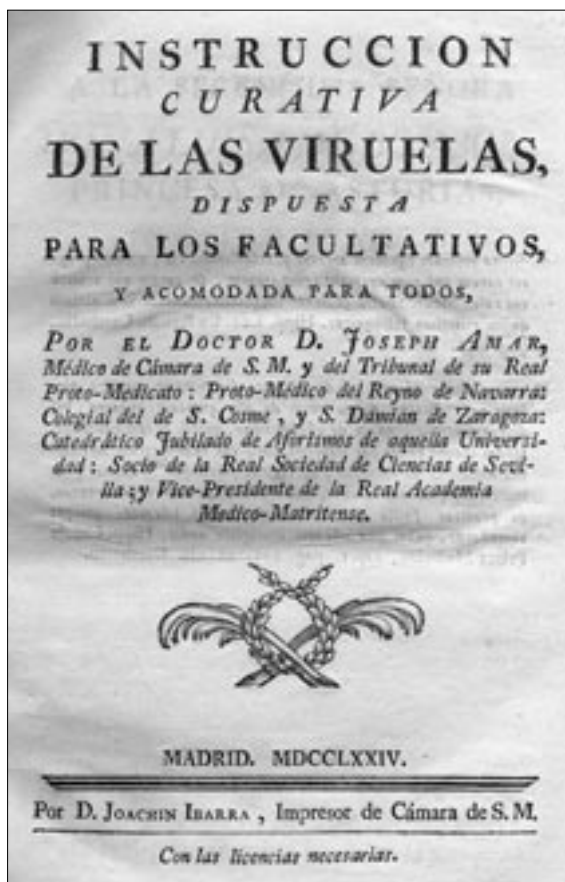 INSTRUCCION
CURATIVA
DE LAS VIRUELAS,
DISPUESTA
PARA LOS FACULTATIVOS,
Y ACOMODADA PARA TODOS,
POR EL DOCTOR D. JOSEPH AMAR,
Médico de Cámara de S. M. y del Tribunal de su Real
Proto-Medicato: Proto-Médico del Reyno de Navarra:
Colegial del de S. Cosme, y S. Damian de Zaragoza:
Catedrático Jubilado de Aforismos de aquella Universi-
dad: Socio de la Real Sociedad de Ciencias de Sevi-
lla; y Vice-Presidente de la Real Academia
Medico-Matritense.
MADRID. MDCCLXXIV.
Por D. JOACHIN IBARRA, Impresor de Cámara de S. M.
Con las licencias necesarias.